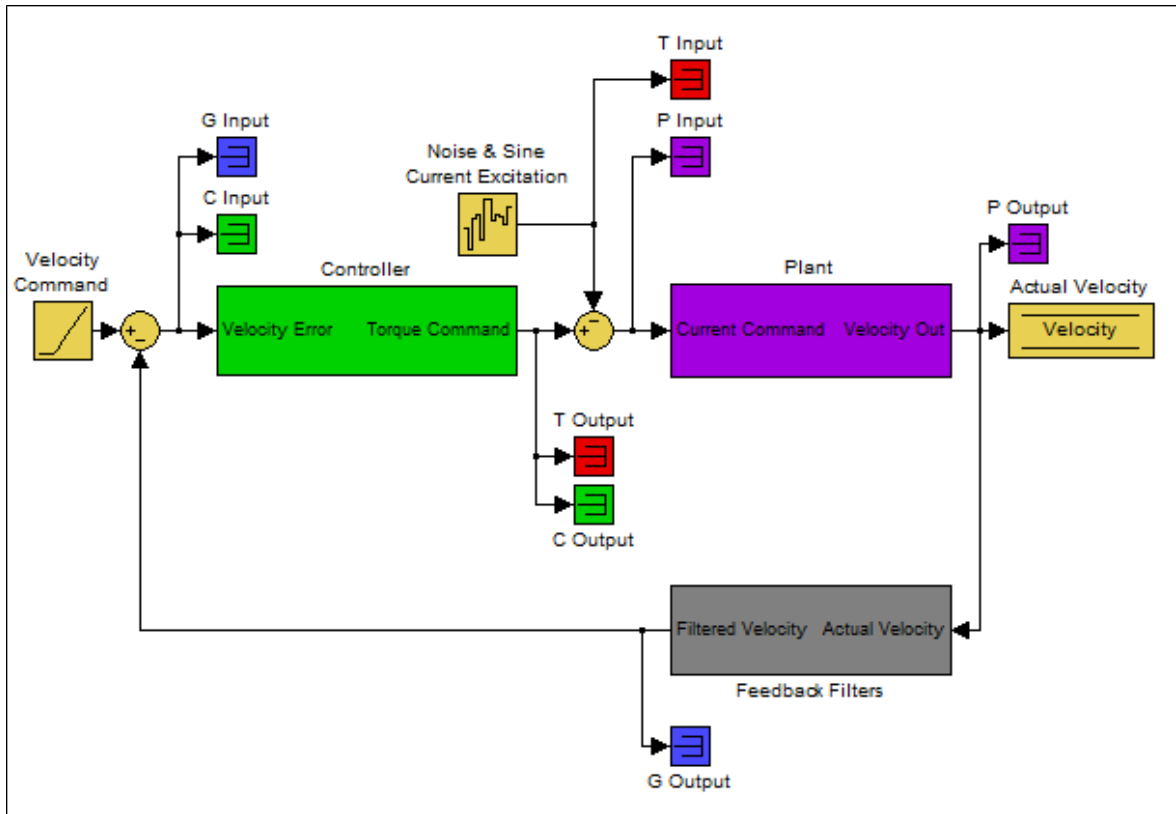 T Input
G Input
P Input
Noise & Sine
Current Excitation
C Input
P Output
Velocity
Command
Controller
Plant
Actual Velocity
+
−
Velocity Error
Torque Command
+
−
Current Command
Velocity Out
Velocity
T Output
C Output
Filtered Velocity
Actual Velocity
Feedback Filters
G Output